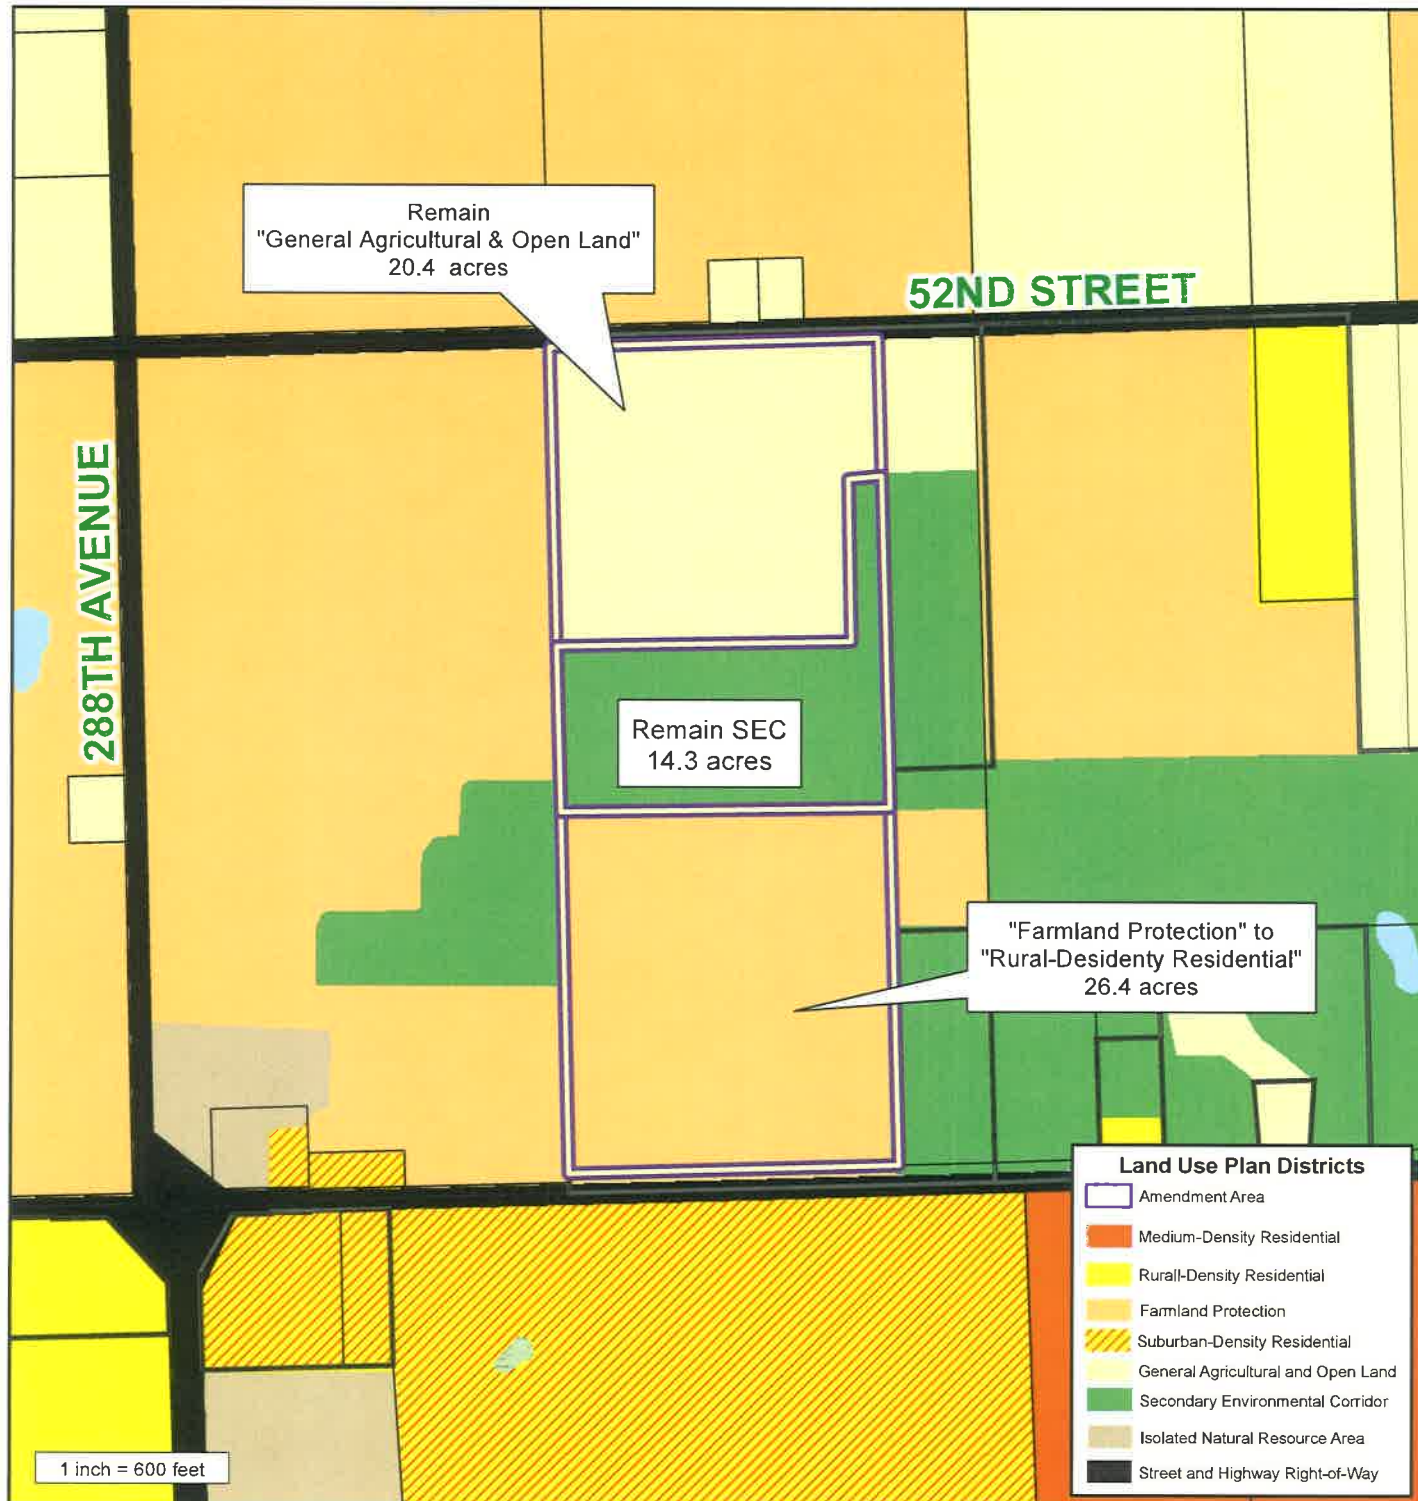 Remain
"General Agricultural & Open Land"
20.4 acres
52ND STREET
288TH AVENUE
Remain SEC
14.3 acres
"Farmland Protection" to
"Rural-Desidenty Residential"
26.4 acres
Land Use Plan Districts
Amendment Area
Medium-Density Residential
Rurall-Density Residential
Farmland Protection
Suburban-Density Residential
General Agricultural and Open Land
Secondary Environmental Corridor
Isolated Natural Resource Area
Street and Highway Right-of-Way
1 inch = 600 feet